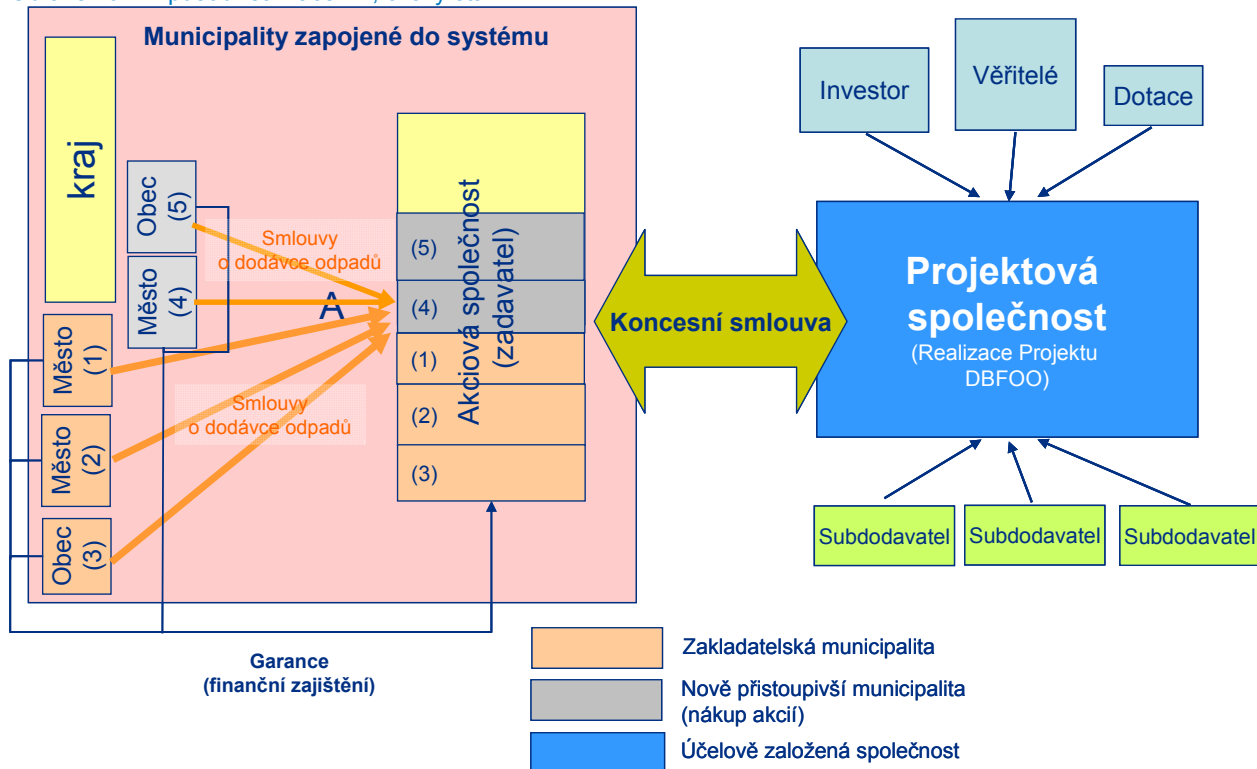 Municipality zapojené do systému
kraj
Obec
(5)
Město
(4)
Město
(1)
Město
(2)
Obec
(3)
Smlouvy
o dodávce odpadů
A
Smlouvy
o dodávce odpadů
Akciová společnost
(zadavatel)
(5)
(4)
(1)
(2)
(3)
Koncesní smlouva
Investor
Věřitelé
Dotace
Projektová
společnost
(Realizace Projektu
DBFOO)
Subdodavatel
Subdodavatel
Subdodavatel
Garance
(finanční zajištění)
Zakladatelská municipalita
Nově přistoupivší municipalita
(nákup akcií)
Účelově založená společnost